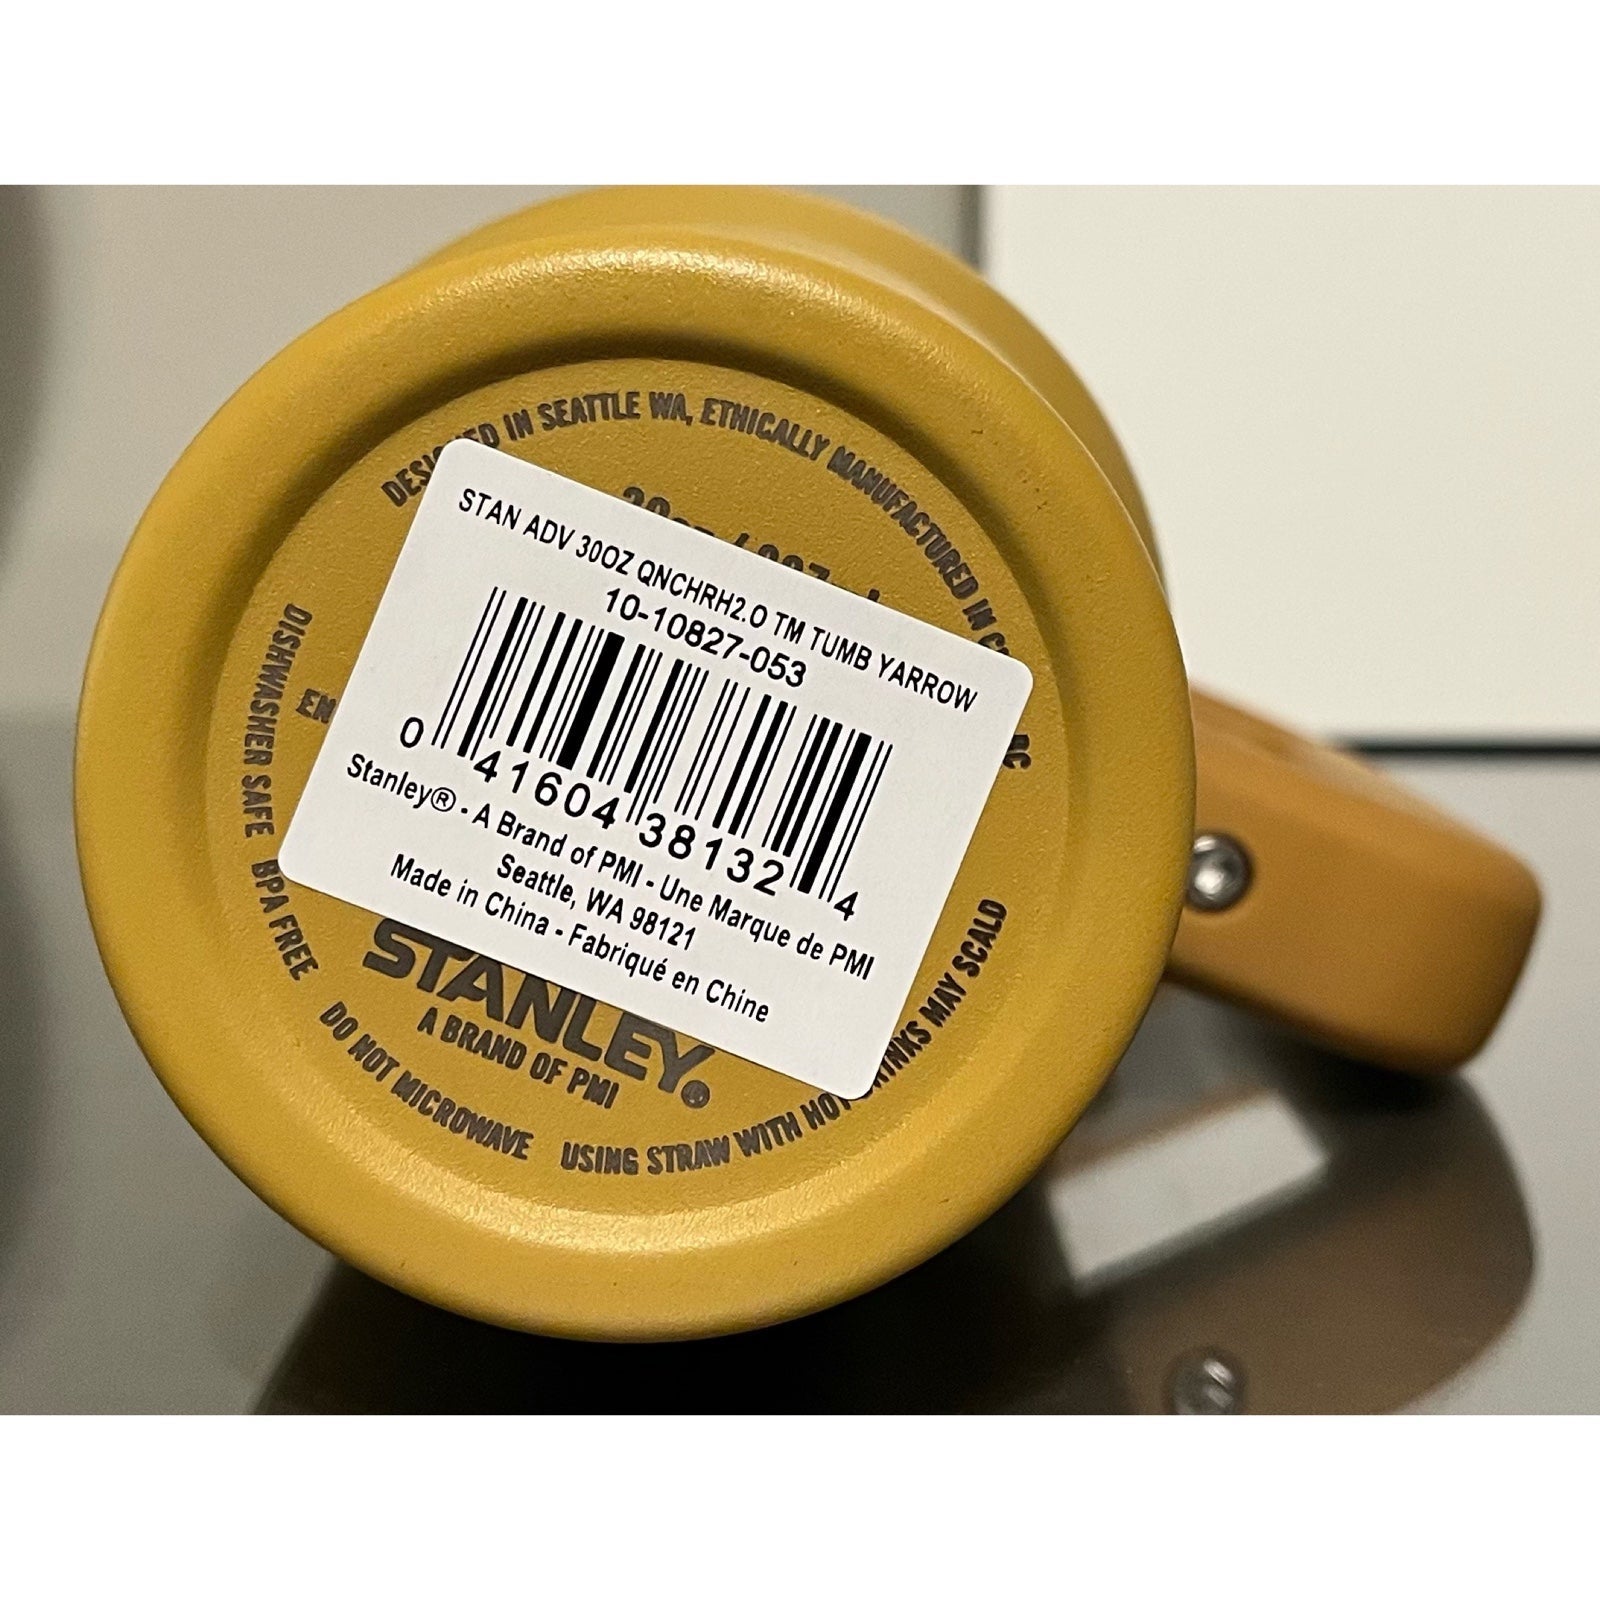 DESIGNED IN SEATTLE WA, ETHICALLY MANUFACTURED IN
STAN ADV 30OZ QNCHRH2.O TM TUMB YARROW
10-10827-053
0 41604 38132 4
Stanley® - A Brand of PMI - Une Marque de PMI
Seattle, WA 98121
Made in China - Fabriqué en Chine
STANLEY®
A BRAND OF PMI
DISHWASHER SAFE BPA FREE DO NOT MICROWAVE USING STRAW WITH HOT DRINKS MAY SCALD